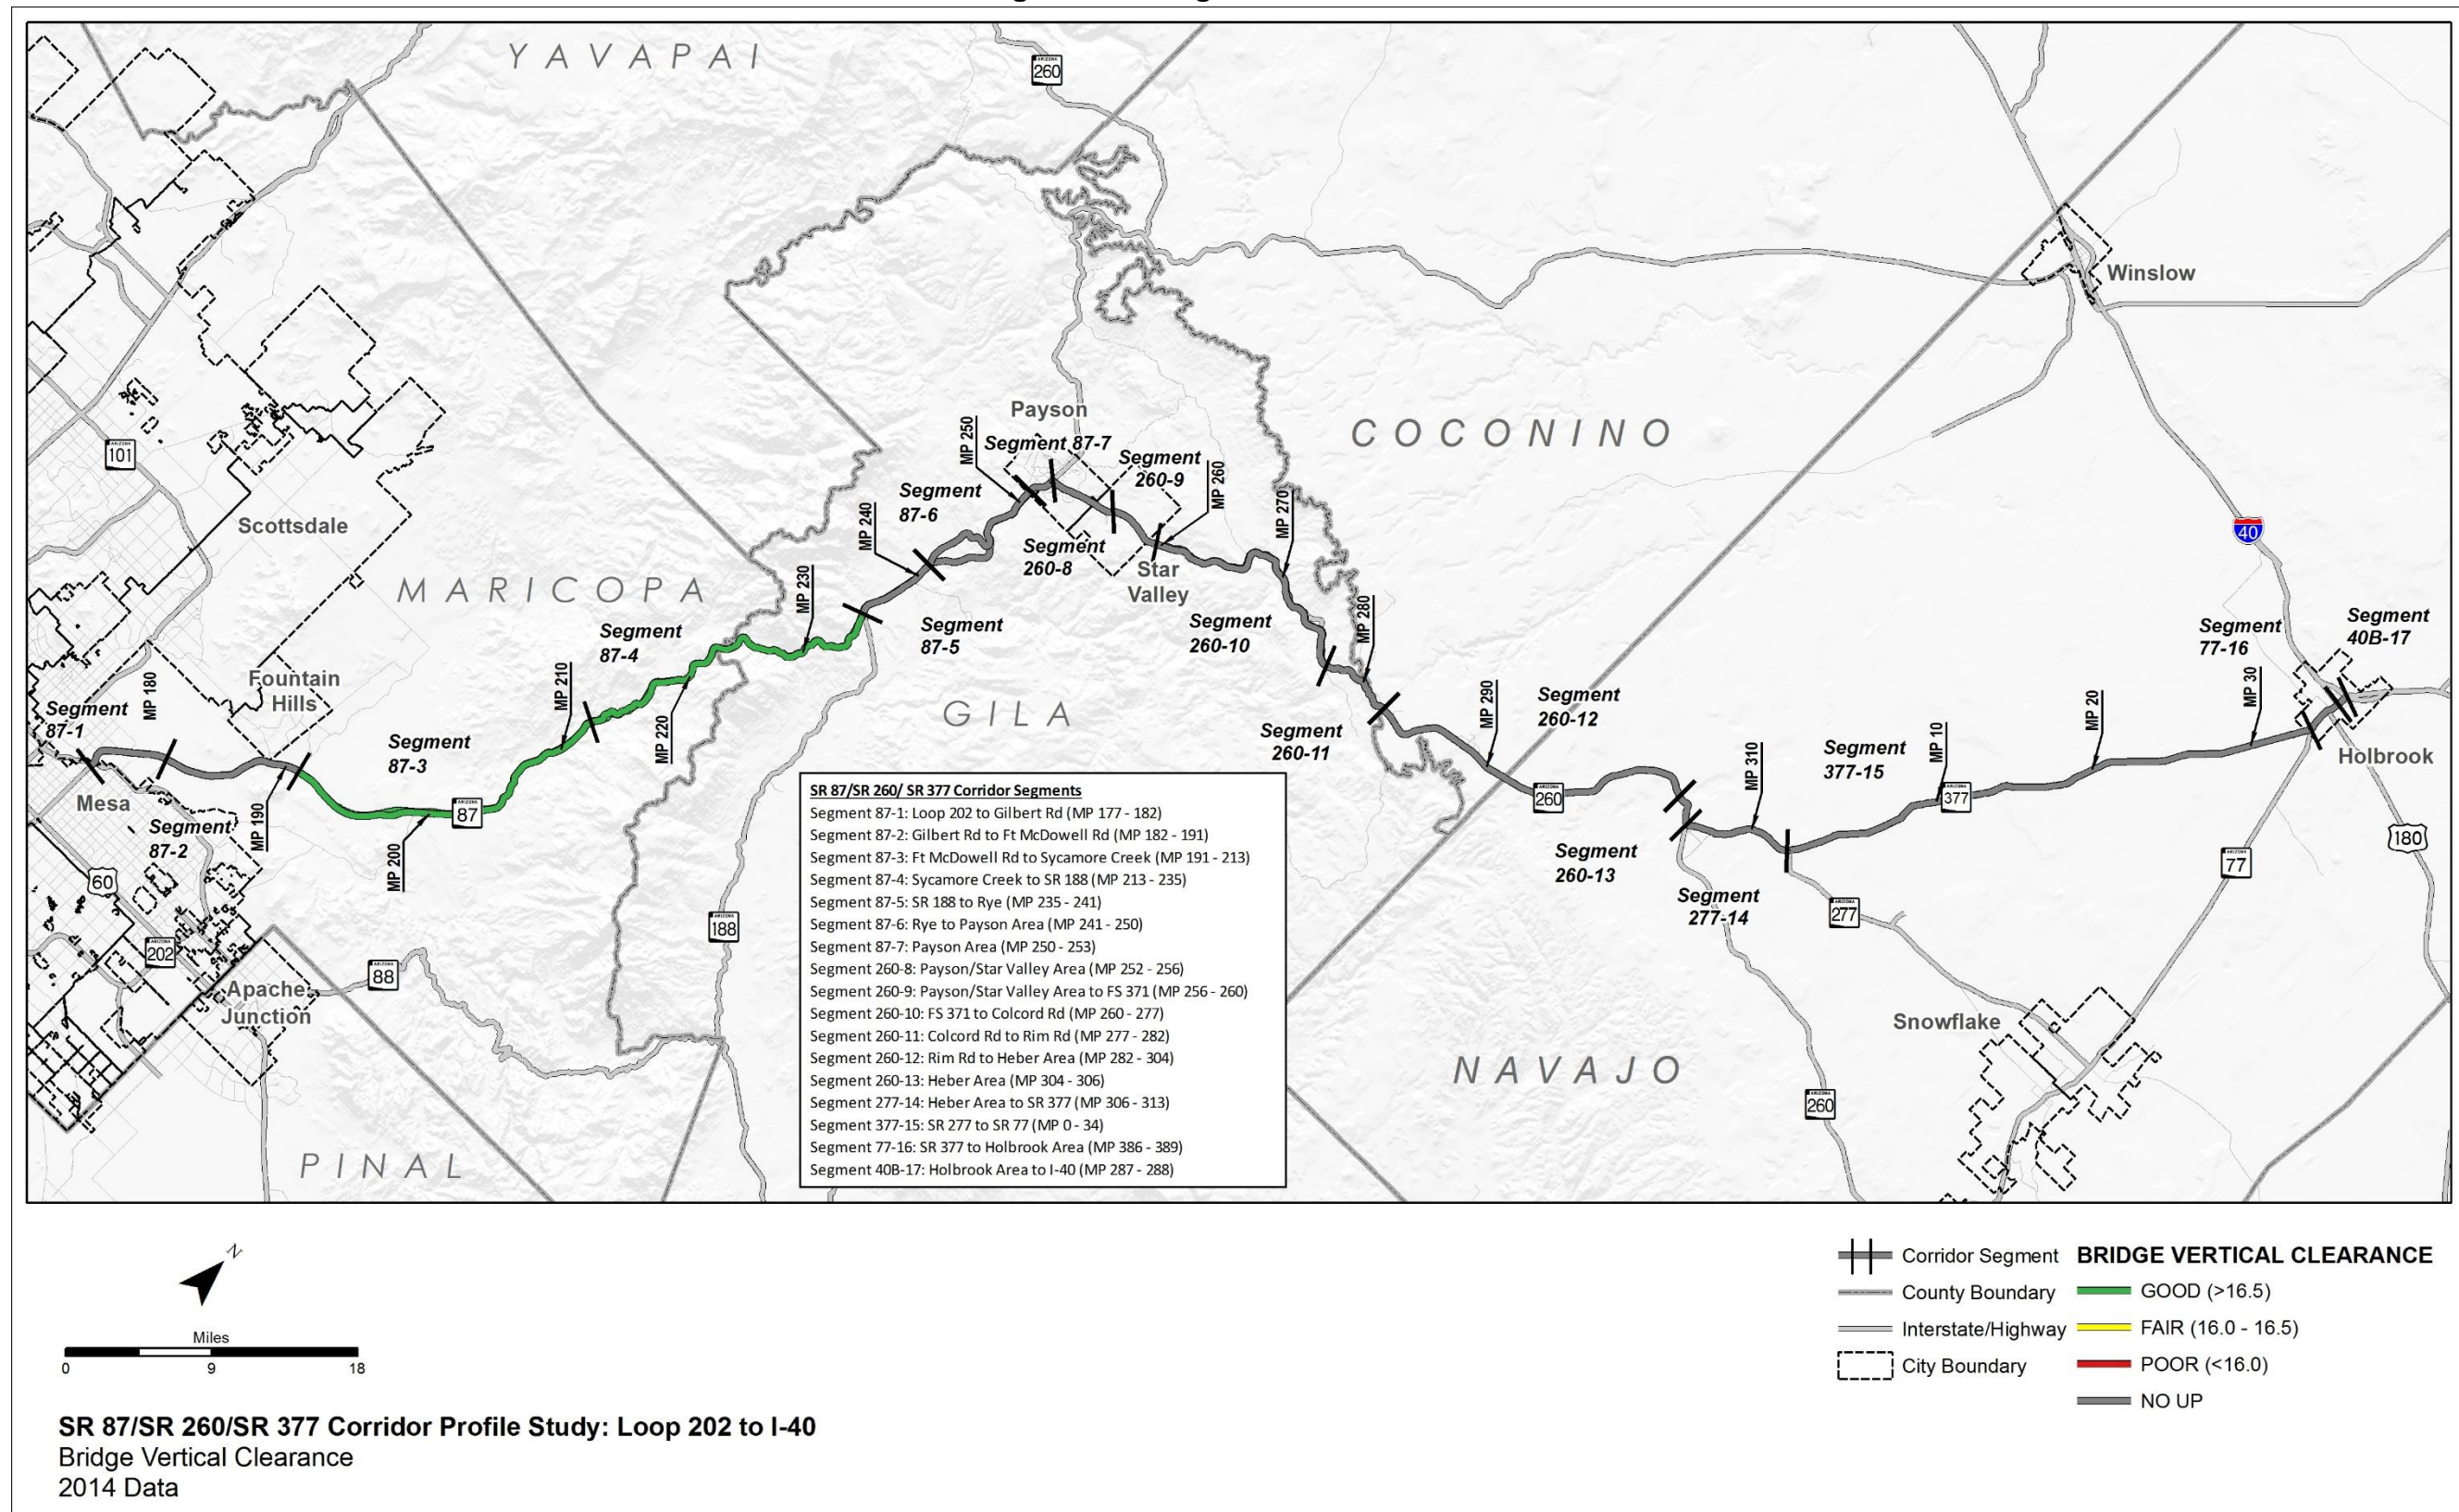 YAVAPAI
ARIZONA
260
Winslow
COCONINO
Payson
MP 250
Segment 87-7
Segment
260-9
MP 260
ARIZONA
101
Segment
87-6
MP 240
MP 270
Scottsdale
40
Segment
260-8
Star
Valley
MARICOPA
MP 230
MP 280
Segment
87-5
Segment
260-10
Segment
87-4
Segment
77-16
Segment
40B-17
Fountain
Hills
MP 180
MP 210
MP 220
GILA
Segment
87-1
Segment
87-3
Segment
260-11
MP 290
Segment
260-12
MP 310
Segment
377-15
MP 10
MP 20
MP 30
Holbrook
Mesa
MP 190
ARIZONA
87
ARIZONA
260
ARIZONA
377
Segment
87-2
MP 200
Segment
260-13
Segment
277-14
180
ARIZONA
77
60
ARIZONA
188
ARIZONA
277
ARIZONA
202
ARIZONA
88
Apache
Junction
Snowflake
NAVAJO
ARIZONA
260
PINAL
SR 87/SR 260/ SR 377 Corridor Segments
Segment 87-1: Loop 202 to Gilbert Rd (MP 177 - 182)
Segment 87-2: Gilbert Rd to Ft McDowell Rd (MP 182 - 191)
Segment 87-3: Ft McDowell Rd to Sycamore Creek (MP 191 - 213)
Segment 87-4: Sycamore Creek to SR 188 (MP 213 - 235)
Segment 87-5: SR 188 to Rye (MP 235 - 241)
Segment 87-6: Rye to Payson Area (MP 241 - 250)
Segment 87-7: Payson Area (MP 250 - 253)
Segment 260-8: Payson/Star Valley Area (MP 252 - 256)
Segment 260-9: Payson/Star Valley Area to FS 371 (MP 256 - 260)
Segment 260-10: FS 371 to Colcord Rd (MP 260 - 277)
Segment 260-11: Colcord Rd to Rim Rd (MP 277 - 282)
Segment 260-12: Rim Rd to Heber Area (MP 282 - 304)
Segment 260-13: Heber Area (MP 304 - 306)
Segment 277-14: Heber Area to SR 377 (MP 306 - 313)
Segment 377-15: SR 277 to SR 77 (MP 0 - 34)
Segment 77-16: SR 377 to Holbrook Area (MP 386 - 389)
Segment 40B-17: Holbrook Area to I-40 (MP 287 - 288)
N
Miles
0 9 18
Corridor Segment
County Boundary
Interstate/Highway
City Boundary
BRIDGE VERTICAL CLEARANCE
GOOD (>16.5)
FAIR (16.0 - 16.5)
POOR (<16.0)
NO UP
SR 87/SR 260/SR 377 Corridor Profile Study: Loop 202 to I-40
Bridge Vertical Clearance
2014 Data